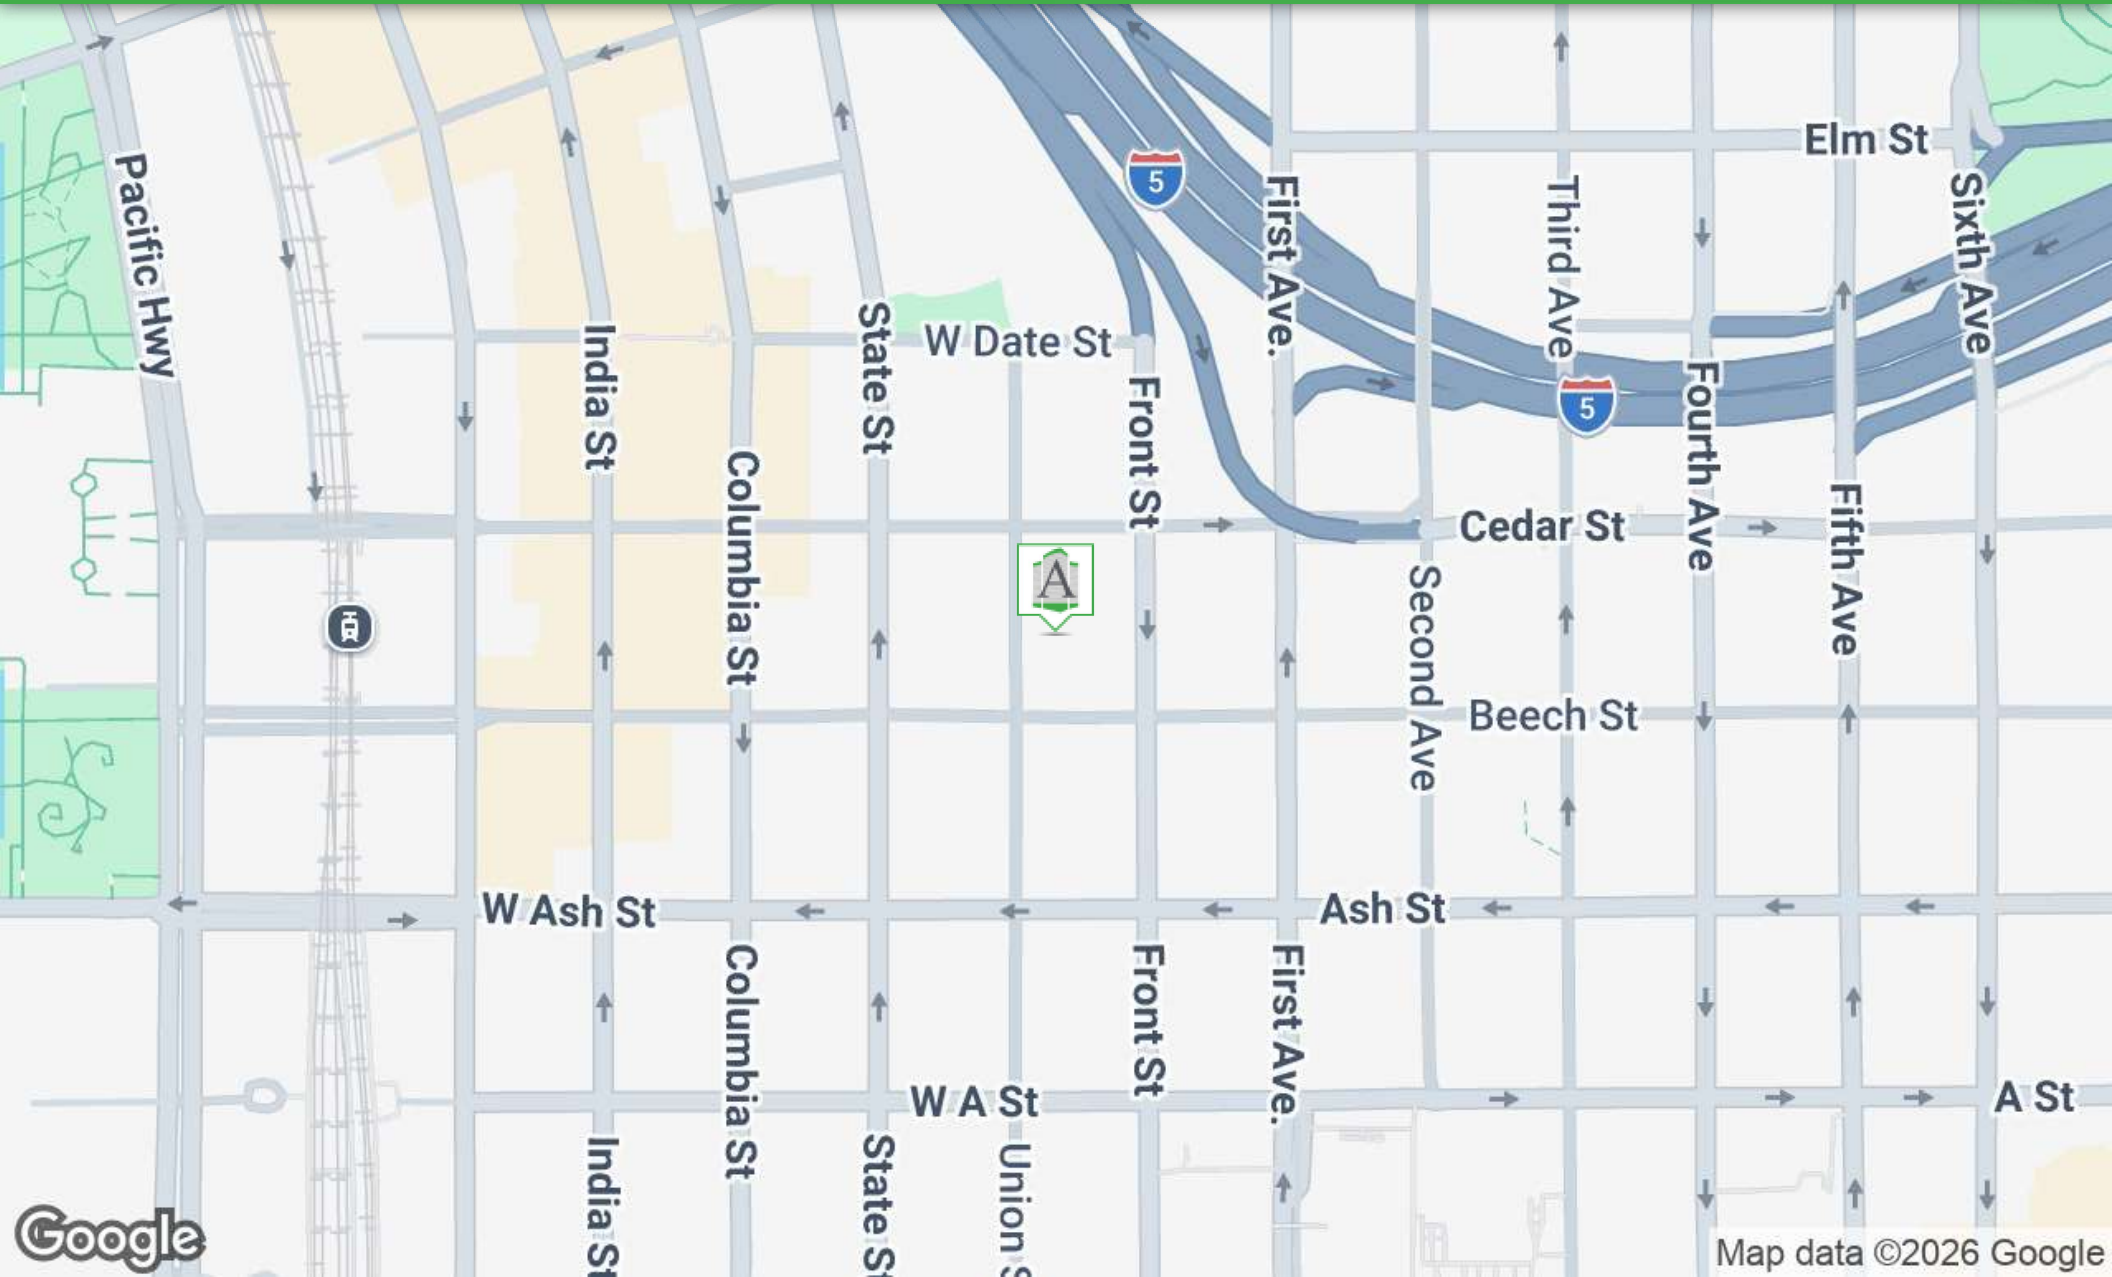 Elm St
5
Pacific Hwy
First Ave.
Third Ave
Sixth Ave
India St
State St
W Date St
Front St
5
Fourth Ave
Columbia St
Cedar St
Fifth Ave
A
Second Ave
Beech St
W Ash St
Ash St
Columbia St
Front St
First Ave.
W A St
A St
India St
State St
Union S
Google
Map data ©2026 Google